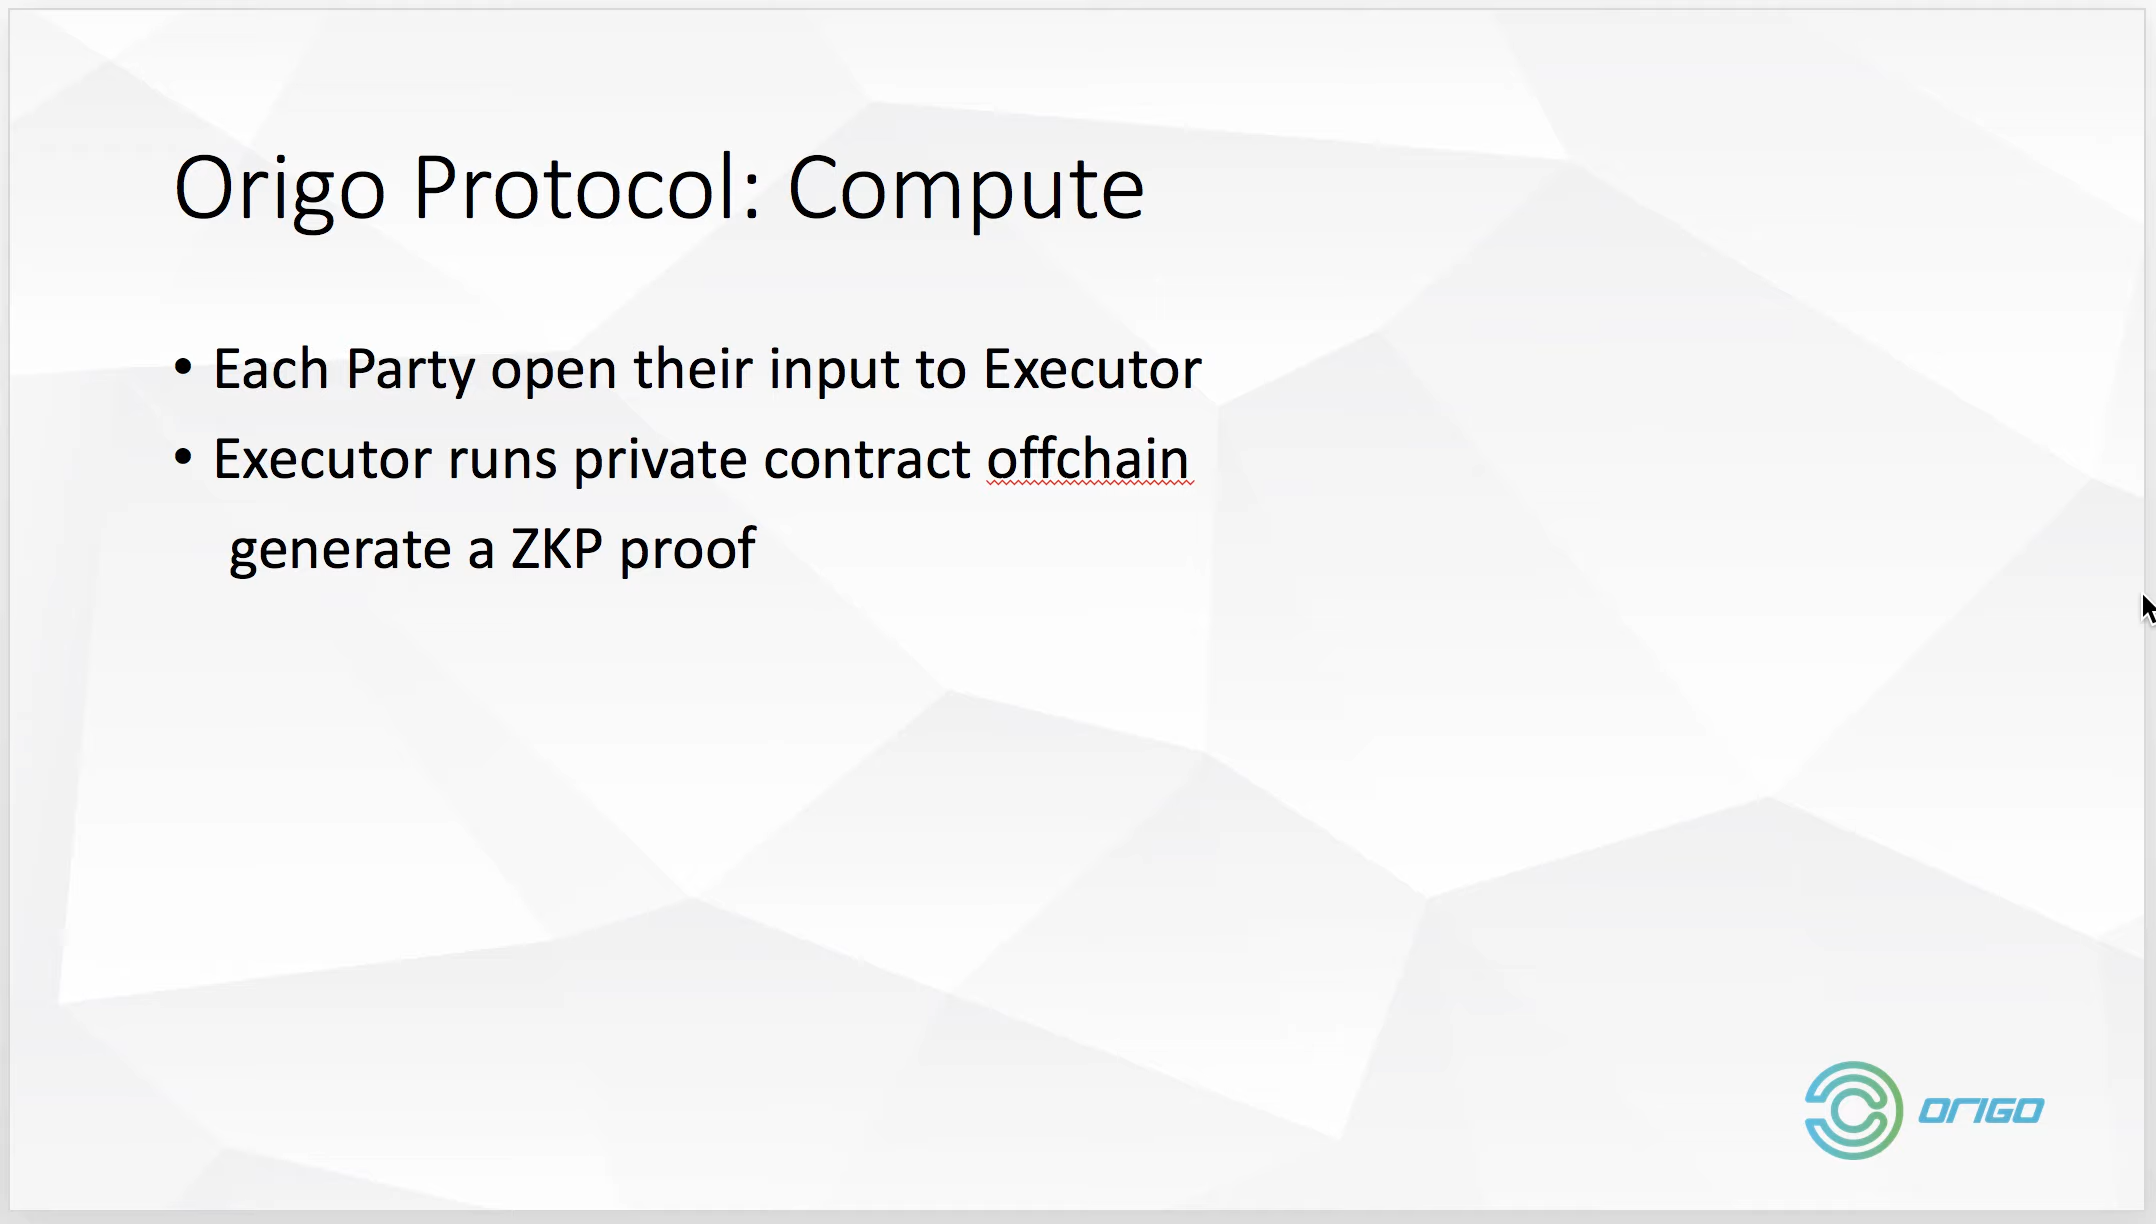 Origo Protocol: Compute
• Each Party open their input to Executor
• Executor runs private contract offchain
generate a ZKP proof
ORIGO